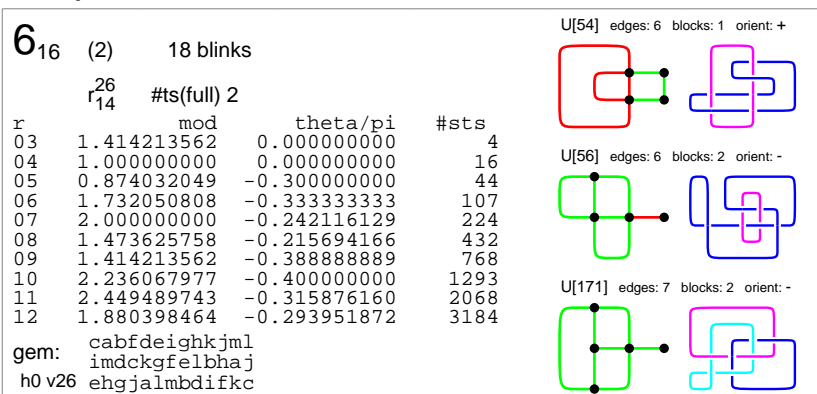 6₁₆ (2) 18 blinks
r₁₄²⁶ #ts(full) 2
r mod theta/pi #sts
03 1.414213562 0.000000000 4
04 1.000000000 0.000000000 16
05 0.874032049 -0.300000000 44
06 1.732050808 -0.333333333 107
07 2.000000000 -0.242116129 224
08 1.473625758 -0.215694166 432
09 1.414213562 -0.388888889 768
10 2.236067977 -0.400000000 1293
11 2.449489743 -0.315876160 2068
12 1.880398464 -0.293951872 3184
gem: cabfdeighkjml
imdckgfelbhaj
h0 v26 ehgjalmbdifkc
U[54] edges: 6 blocks: 1 orient: +
U[56] edges: 6 blocks: 2 orient: -
U[171] edges: 7 blocks: 2 orient: -